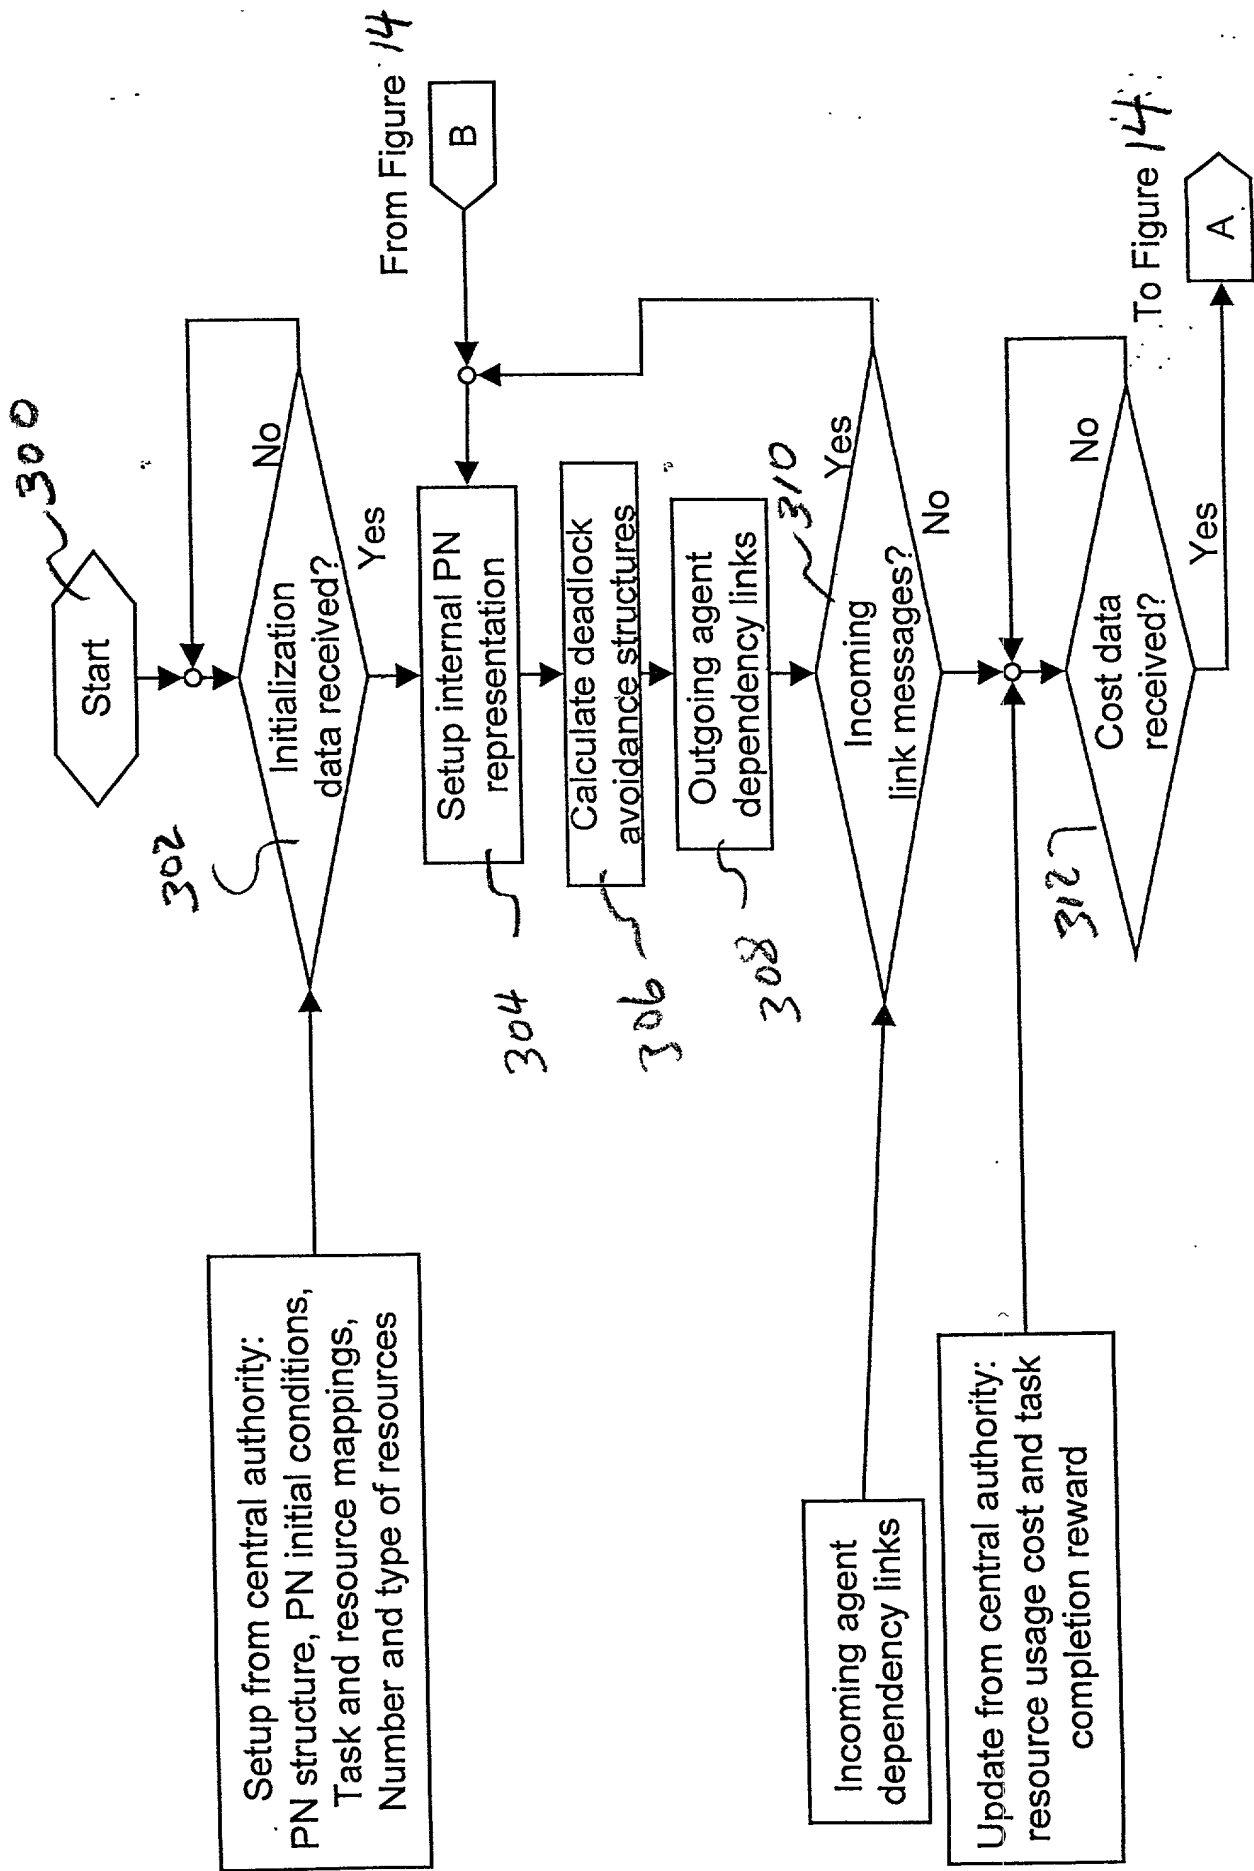 300
Start
302
Initialization
data received?
No
Yes
Setup from central authority:
PN structure, PN initial conditions,
Task and resource mappings,
Number and type of resources
From Figure 14
B
304
Setup internal PN
representation
306
Calculate deadlock
avoidance structures
308
Outgoing agent
dependency links
310
Incoming
link messages?
Yes
No
Incoming agent
dependency links
Update from central authority:
resource usage cost and task
completion reward
312
Cost data
received?
No
Yes
To Figure 14
A